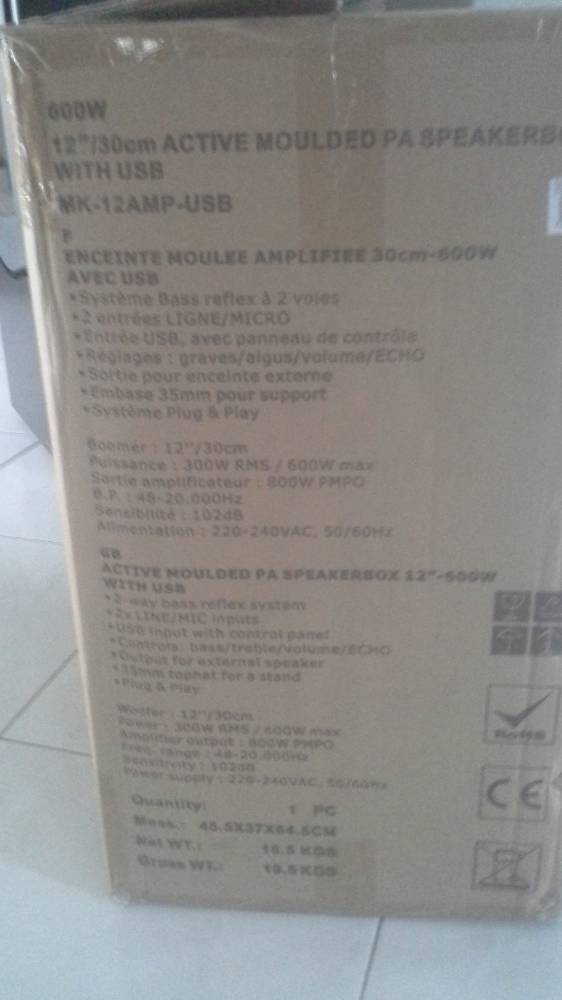 600W
12"/30cm ACTIVE MOULDED PA SPEAKERB
WITH USB
MK-12AMP-USB
F
ENCEINTE MOULEE AMPLIFIEE 30cm-600W
AVEC USB
•Système Bass reflex à 2 voies
•2 entrées LIGNE/MICRO
•Entrée USB, avec panneau de contrôle
•Réglages : graves/aigus/volume/ECHO
•Sortie pour enceinte externe
•Embase 35mm pour support
•Système Plug & Play
Boomer : 12"/30cm
Puissance : 300W RMS / 600W max
Sortie amplificateur : 800W PMPO
B.P. : 48-20.000Hz
Sensibilité : 102dB
Alimentation : 220-240VAC, 50/60Hz
GB
ACTIVE MOULDED PA SPEAKERBOX 12"-600W
WITH USB
•2-way bass reflex system
•2x LINE/MIC inputs
•USB input with control panel
•Controls: bass/treble/volume/ECHO
•Output for external speaker
•35mm tophat for a stand
•Plug & Play
Woofer : 12"/30cm
Power : 300W RMS / 600W max
Amplifier output : 800W PMPO
Freq. range : 48-20.000Hz
Sensitivity : 102dB
Power supply : 220-240VAC, 50/60Hz
Quantity: 1 PC
Meas.: 45.5X37X64.5CM
Net WT.: 16.5 KGS
Gross WT.: 18.5 KGS
RoHS
CE